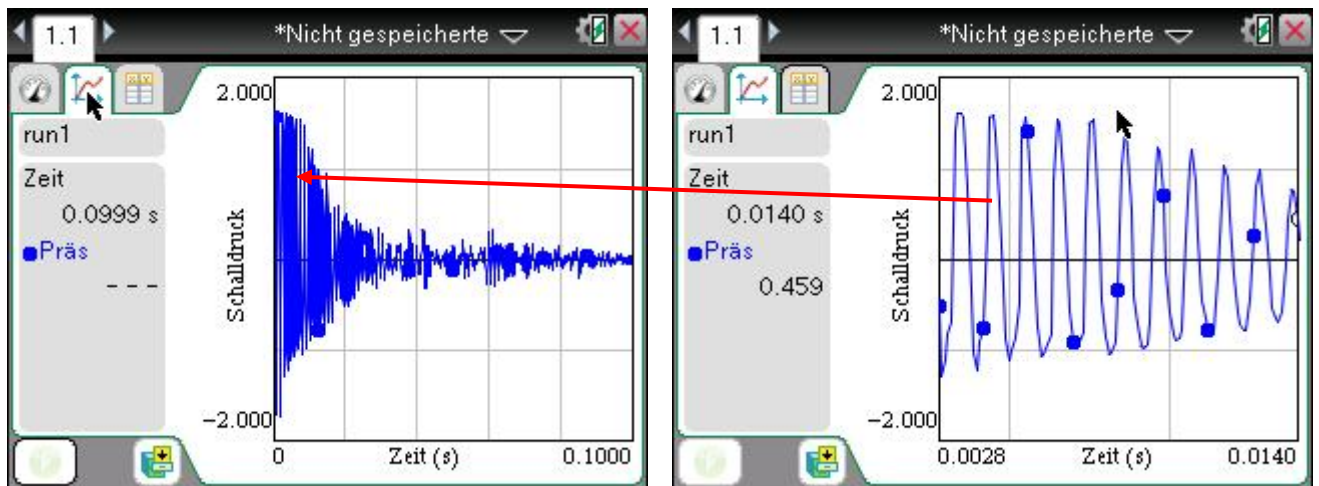 1.1
*Nicht gespeicherte
run1
Zeit
0.0999 s
Präs
- - -
2.000
Schalldruck
-2.000
0
Zeit (s)
0.1000
1.1
*Nicht gespeicherte
run1
Zeit
0.0140 s
Präs
0.459
2.000
Schalldruck
-2.000
0.0028
Zeit (s)
0.0140